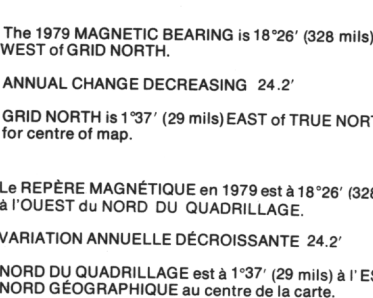 The 1979 MAGNETIC BEARING is 18°26′ (328 mils)
WEST of GRID NORTH.
ANNUAL CHANGE DECREASING 24.2′
GRID NORTH is 1°37′ (29 mils) EAST of TRUE NORT
for centre of map.
Le REPÈRE MAGNÉTIQUE en 1979 est à 18°26′ (328
à l'OUEST du NORD DU QUADRILLAGE.
VARIATION ANNUELLE DÉCROISSANTE 24.2′
NORD DU QUADRILLAGE est à 1°37′ (29 mils) à l'ES
NORD GÉOGRAPHIQUE au centre de la carte.